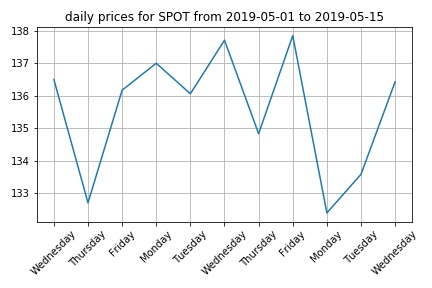 daily prices for SPOT from 2019-05-01 to 2019-05-15
138
137
136
135
134
133
Wednesday
Thursday
Friday
Monday
Tuesday
Wednesday
Thursday
Friday
Monday
Tuesday
Wednesday